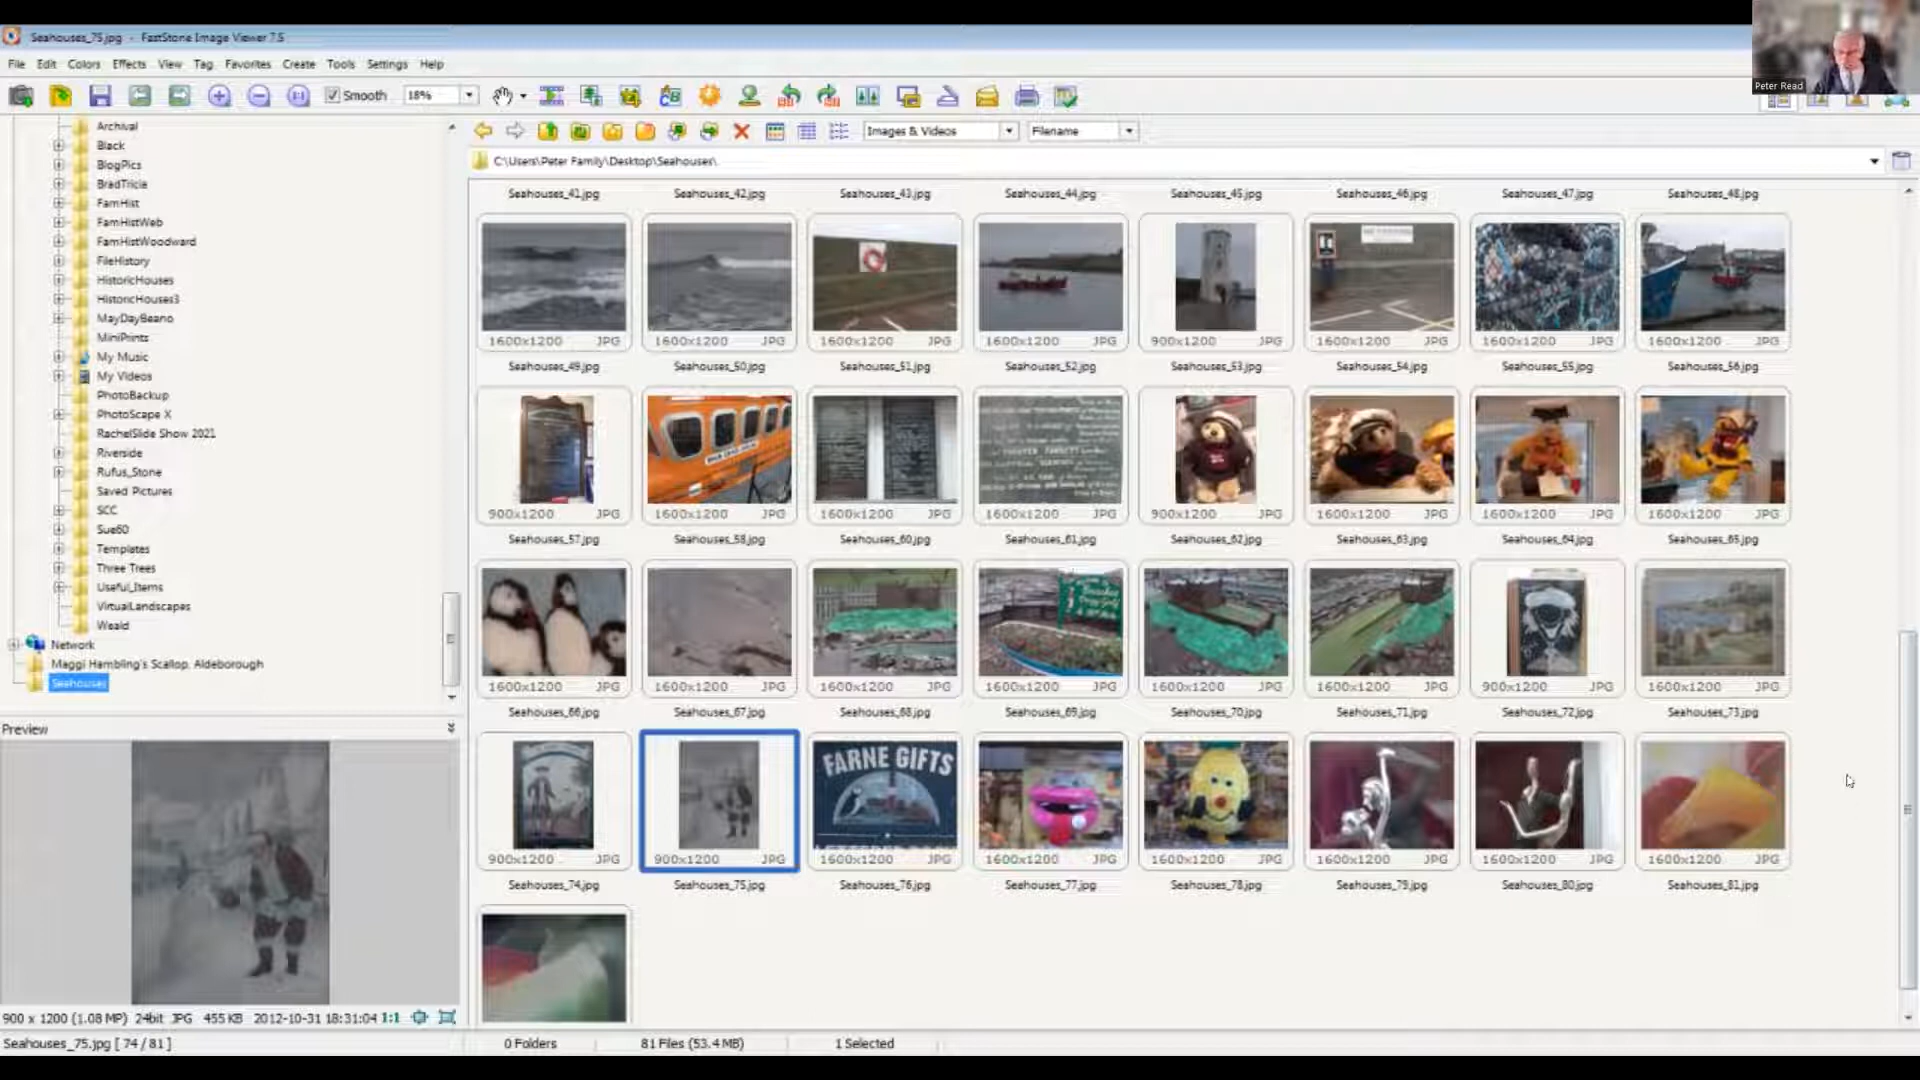 Seahouses_75.jpg - FastStone Image Viewer 7.5
File Edit Colors Effects View Tag Favorites Create Tools Settings Help
Smooth 18%
Peter Read
Images & Videos Filename
C:\Users\Peter Family\Desktop\Seahouses\
Archival
Black
BlogPics
BradTricia
FamHist
FamHistWeb
FamHistWoodward
FileHistory
HistoricHouses
HistoricHouses3
MayDayBeano
MiniPrints
My Music
My Videos
PhotoBackup
PhotoScape X
RachelSlide Show 2021
Riverside
Rufus_Stone
Saved Pictures
SCC
Sue60
Templates
Three Trees
Useful_Items
VirtualLandscapes
Weald
Network
Maggi Hambling's Scallop, Aldeborough
Seahouses
Seahouses_41.jpg Seahouses_42.jpg Seahouses_43.jpg Seahouses_44.jpg Seahouses_45.jpg Seahouses_46.jpg Seahouses_47.jpg Seahouses_48.jpg
1600x1200 JPG 1600x1200 JPG 1600x1200 JPG 1600x1200 JPG 900x1200 JPG 1600x1200 JPG 1600x1200 JPG 1600x1200 JPG
Seahouses_49.jpg Seahouses_50.jpg Seahouses_51.jpg Seahouses_52.jpg Seahouses_53.jpg Seahouses_54.jpg Seahouses_55.jpg Seahouses_56.jpg
900x1200 JPG 1600x1200 JPG 1600x1200 JPG 1600x1200 JPG 900x1200 JPG 1600x1200 JPG 1600x1200 JPG 1600x1200 JPG
Seahouses_57.jpg Seahouses_58.jpg Seahouses_60.jpg Seahouses_61.jpg Seahouses_62.jpg Seahouses_63.jpg Seahouses_64.jpg Seahouses_65.jpg
1600x1200 JPG 1600x1200 JPG 1600x1200 JPG 1600x1200 JPG 1600x1200 JPG 1600x1200 JPG 900x1200 JPG 1600x1200 JPG
Seahouses_66.jpg Seahouses_67.jpg Seahouses_68.jpg Seahouses_69.jpg Seahouses_70.jpg Seahouses_71.jpg Seahouses_72.jpg Seahouses_73.jpg
FARNE GIFTS
900x1200 JPG 900x1200 JPG 1600x1200 JPG 1600x1200 JPG 1600x1200 JPG 1600x1200 JPG 1600x1200 JPG 1600x1200 JPG
Seahouses_74.jpg Seahouses_75.jpg Seahouses_76.jpg Seahouses_77.jpg Seahouses_78.jpg Seahouses_79.jpg Seahouses_80.jpg Seahouses_81.jpg
Preview
900 x 1200 (1.08 MP) 24bit JPG 455 KB 2012-10-31 18:31:04 1:1
Seahouses_75.jpg [ 74 / 81 ]
0 Folders 81 Files (53.4 MB) 1 Selected